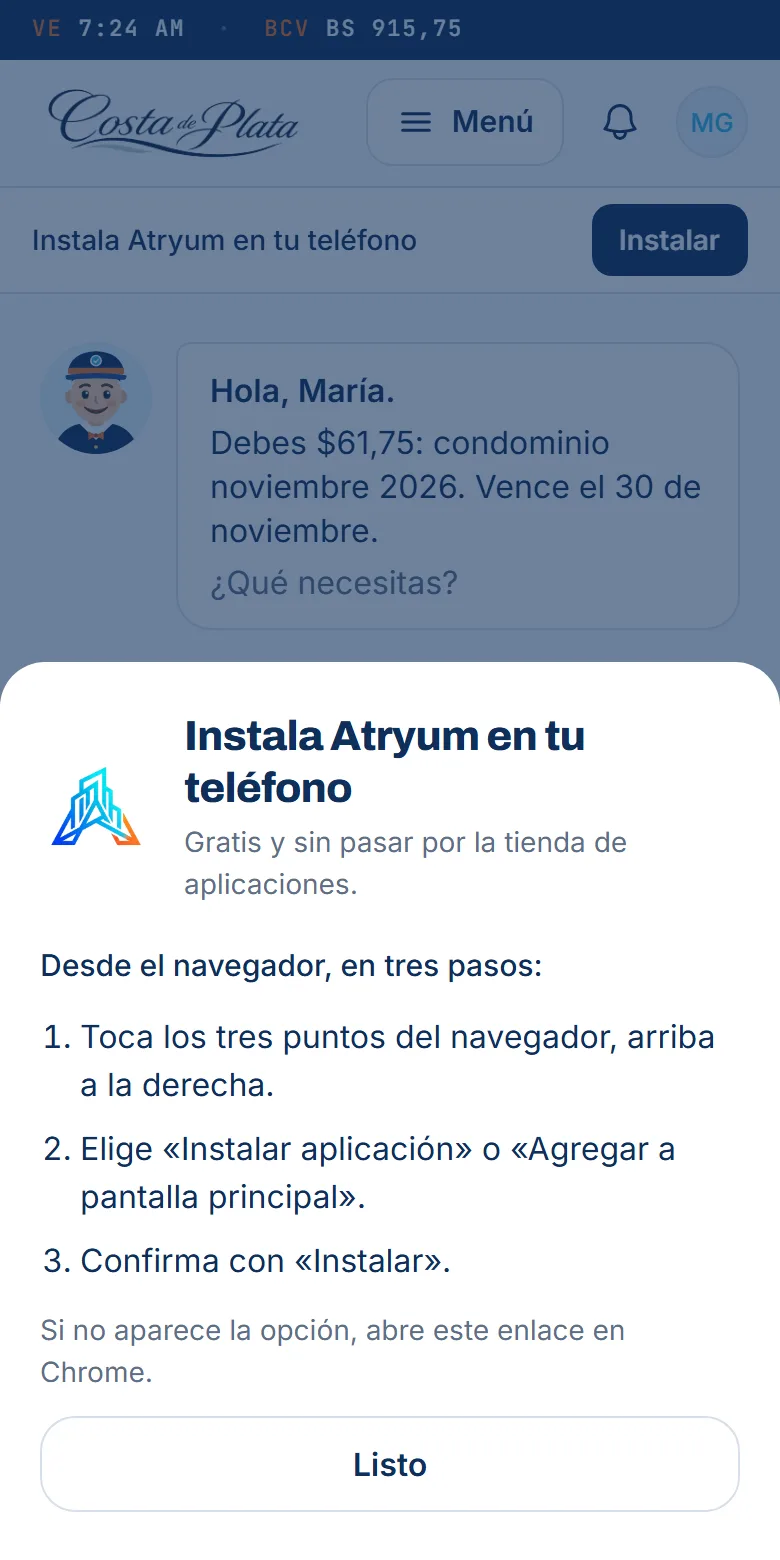 VE 7:24 AM · BCV BS 915,75
Costa de Plata
Menú
MG
Instala Atryum en tu teléfono
Instalar
Hola, María.
Debes $61,75: condominio
noviembre 2026. Vence el 30 de
noviembre.
¿Qué necesitas?
Instala Atryum en tu
teléfono
Gratis y sin pasar por la tienda de
aplicaciones.
Desde el navegador, en tres pasos:
1. Toca los tres puntos del navegador, arriba
a la derecha.
2. Elige «Instalar aplicación» o «Agregar a
pantalla principal».
3. Confirma con «Instalar».
Si no aparece la opción, abre este enlace en
Chrome.
Listo